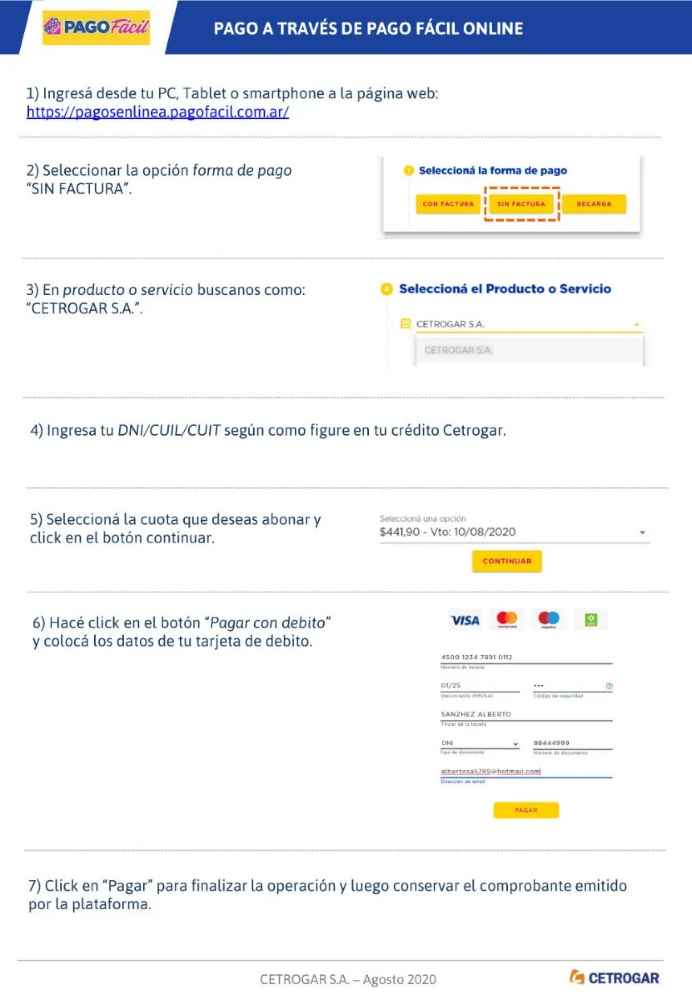 PAGO Fácil
PAGO A TRAVÉS DE PAGO FÁCIL ONLINE
1) Ingresá desde tu PC, Tablet o smartphone a la página web:
https://pagosenlinea.pagofacil.com.ar/
2) Seleccionar la opción forma de pago
“SIN FACTURA”.
Seleccioná la forma de pago
CON FACTURA SIN FACTURA RECARGA
3) En producto o servicio buscanos como:
“CETROGAR S.A.”.
Seleccioná el Producto o Servicio
CETROGAR S.A.
CETROGAR S.A.
4) Ingresa tu DNI/CUIL/CUIT según como figure en tu crédito Cetrogar.
5) Seleccioná la cuota que deseas abonar y
click en el botón continuar.
Seleccioná una opción
$441,90 - Vto: 10/08/2020
CONTINUAR
6) Hacé click en el botón “Pagar con debito”
y colocá los datos de tu tarjeta de debito.
VISA
4500 1234 7891 0112
Número de tarjeta
01/25 •••
Código de seguridad
SANZHEZ ALBERTO
Titular de la tarjeta
DNI 98444999
Tipo de documento Número de documento
Dirección de email
PAGAR
7) Click en “Pagar” para finalizar la operación y luego conservar el comprobante emitido
por la plataforma.
CETROGAR S.A. – Agosto 2020
CETROGAR